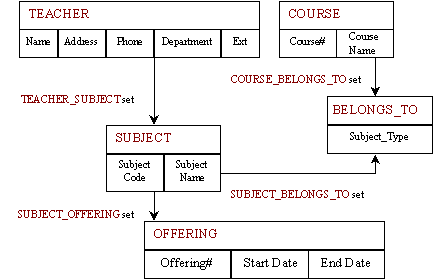 TEACHER
Name Address Phone Department Ext
COURSE
Course# Course
Name
COURSE_BELONGS_TO set
TEACHER_SUBJECT set
BELONGS_TO
Subject_Type
SUBJECT
Subject
Code
Subject
Name
SUBJECT_BELONGS_TO set
SUBJECT_OFFERING set
OFFERING
Offering# Start Date End Date